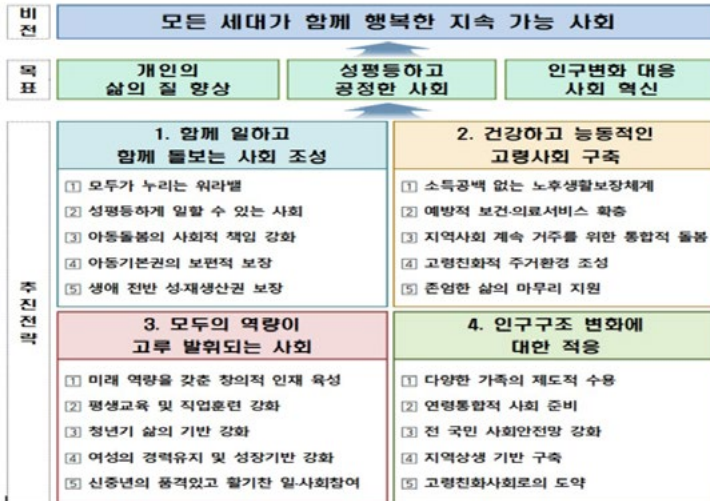 비전
모든 세대가 함께 행복한 지속 가능 사회
목표
개인의
삶의 질 향상
성평등하고
공정한 사회
인구변화 대응
사회 혁신
추진전략
1. 함께 일하고
함께 돌보는 사회 조성
1 모두가 누리는 워라밸
2 성평등하게 일할 수 있는 사회
3 아동돌봄의 사회적 책임 강화
4 아동기본권의 보편적 보장
5 생애 전반 성·재생산권 보장
2. 건강하고 능동적인
고령사회 구축
1 소득공백 없는 노후생활보장체계
2 예방적 보건·의료서비스 확충
3 지역사회 계속 거주를 위한 통합적 돌봄
4 고령친화적 주거환경 조성
5 존엄한 삶의 마무리 지원
3. 모두의 역량이
고루 발휘되는 사회
1 미래 역량을 갖춘 창의적 인재 육성
2 평생교육 및 직업훈련 강화
3 청년기 삶의 기반 강화
4 여성의 경력유지 및 성장기반 강화
5 신중년의 품격있고 활기찬 일·사회참여
4. 인구구조 변화에
대한 적응
1 다양한 가족의 제도적 수용
2 연령통합적 사회 준비
3 전 국민 사회안전망 강화
4 지역상생 기반 구축
5 고령친화사회로의 도약